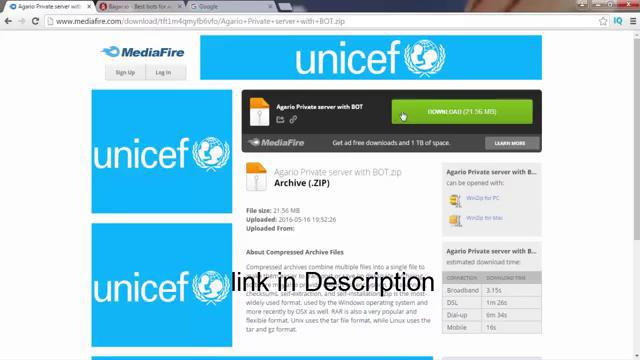 Agario Private server with
Bagar.io - Best bots for a
Google
www.mediafire.com/download/
/Agario Private server with BOT.zip
MediaFire
Sign Up
Log In
unicef
unicef
Agario Private server with BOT
DOWNLOAD (21.56 MB)
MediaFire
Get ad free downloads and 1 TB of space.
LEARN MORE
Agario Private server with BOT.zip
Archive (.ZIP)
File size: 21.56 MB
Uploaded: 2016-05-16 19:52:26
Uploaded From:
About Compressed Archive Files
Compressed archives combine multiple files into a single file to
link in Description
checksums, self-extraction, and self-installation. Zip is the most-
widely used format, used by the Windows operating system and
more recently by OSX as well. RAR is also a very popular and
flexible format. Unix uses the tar file format, while Linux uses the
tar and gz format.
Agario Private server with B...
can be opened with:
WinZip for PC
WinZip for Mac
Agario Private server with B...
estimated download time:
CONNECTION DOWNLOAD TIME
Broadband 3.15s
DSL 1m 26s
Dial-up 6m 34s
Mobile 16s
unicef